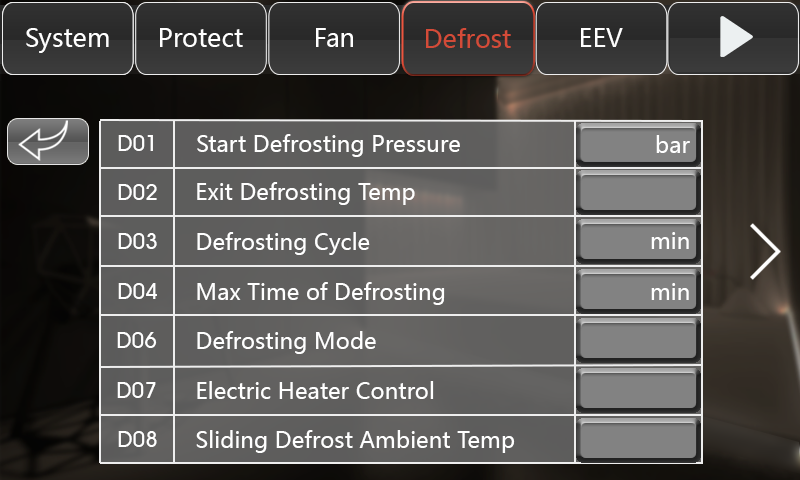 System Protect Fan Defrost EEV
D01 Start Defrosting Pressure bar
D02 Exit Defrosting Temp
D03 Defrosting Cycle min
D04 Max Time of Defrosting min
D06 Defrosting Mode
D07 Electric Heater Control
D08 Sliding Defrost Ambient Temp